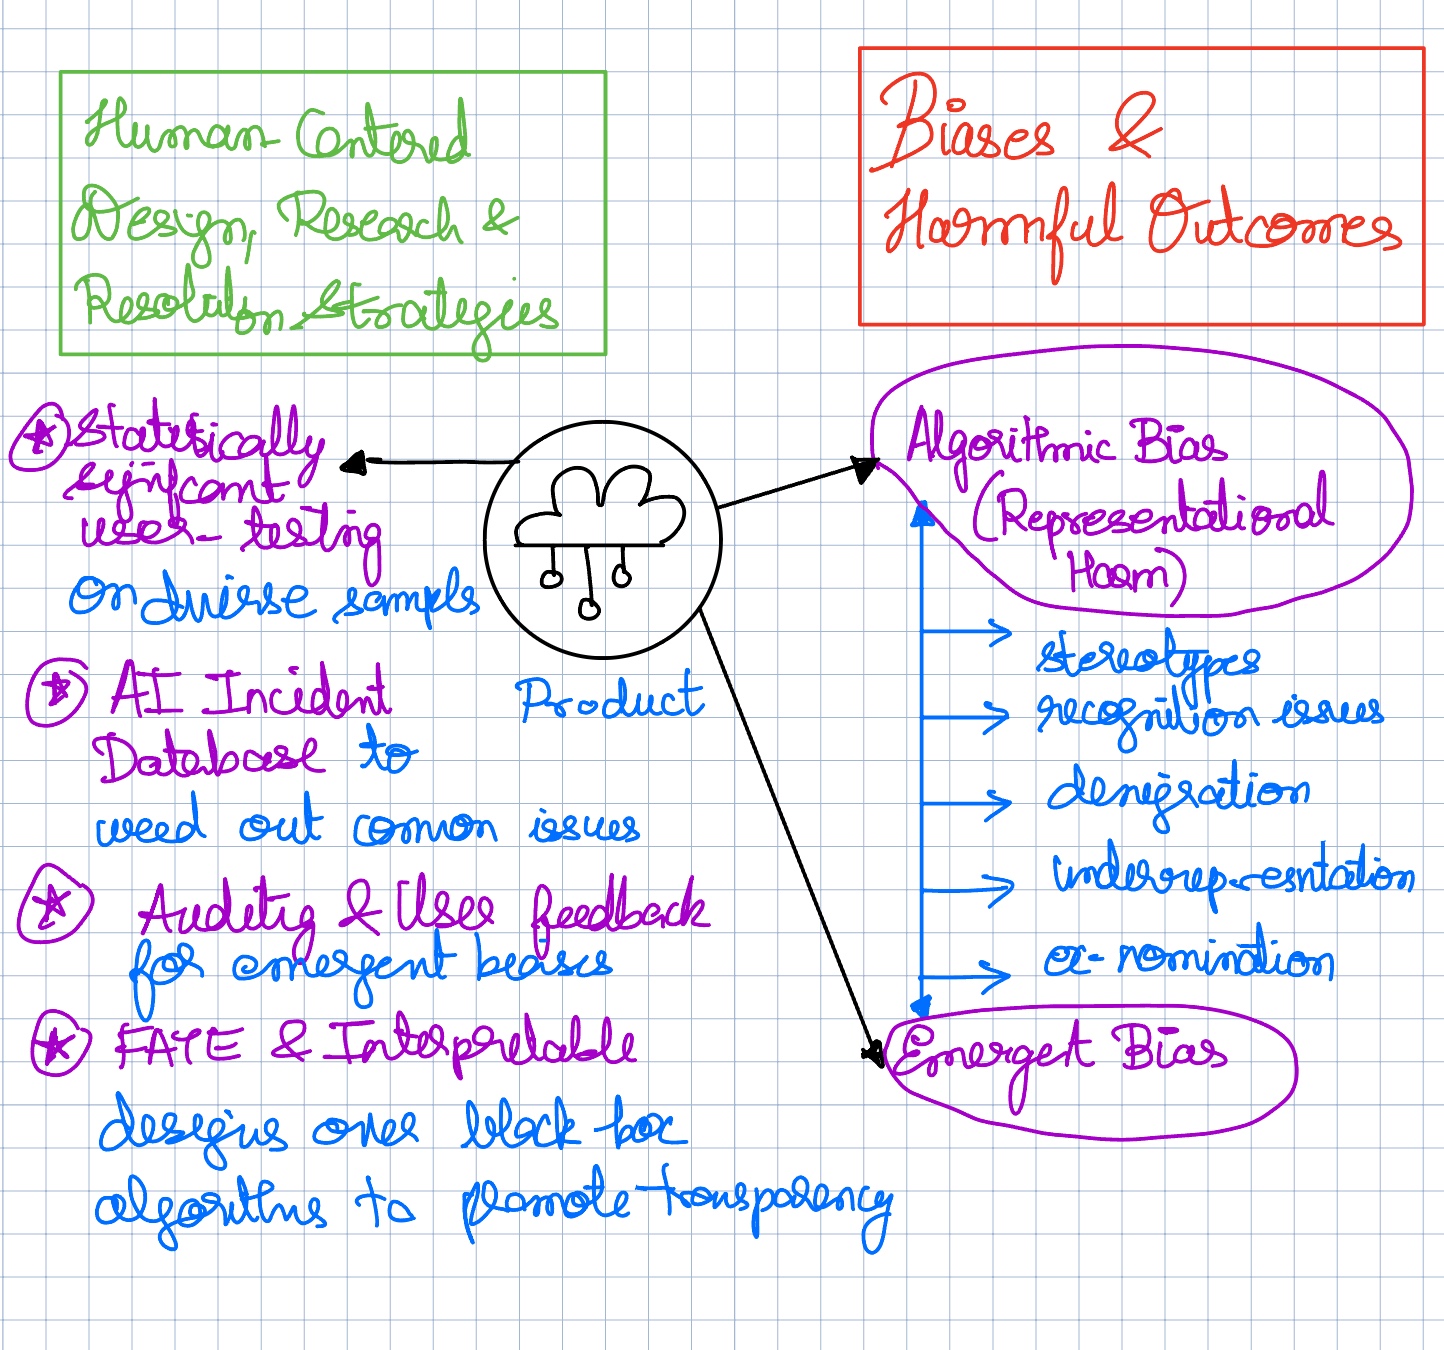 Human-Centered
Design, Research &
Resolution Strategies
Biases &
Harmful Outcomes
Statistically
significant
user-testing
on diverse samples
AI Incident
Database to
weed out common issues
Auditing & User feedback
for emergent biases
FATE & Interpretable
designs over black-box
algorithms to promote transparency
Product
Algorithmic Bias
(Representational
Harm)
stereotypes
recognition issues
denigration
underrepresentation
ex-nomination
Emergent Bias